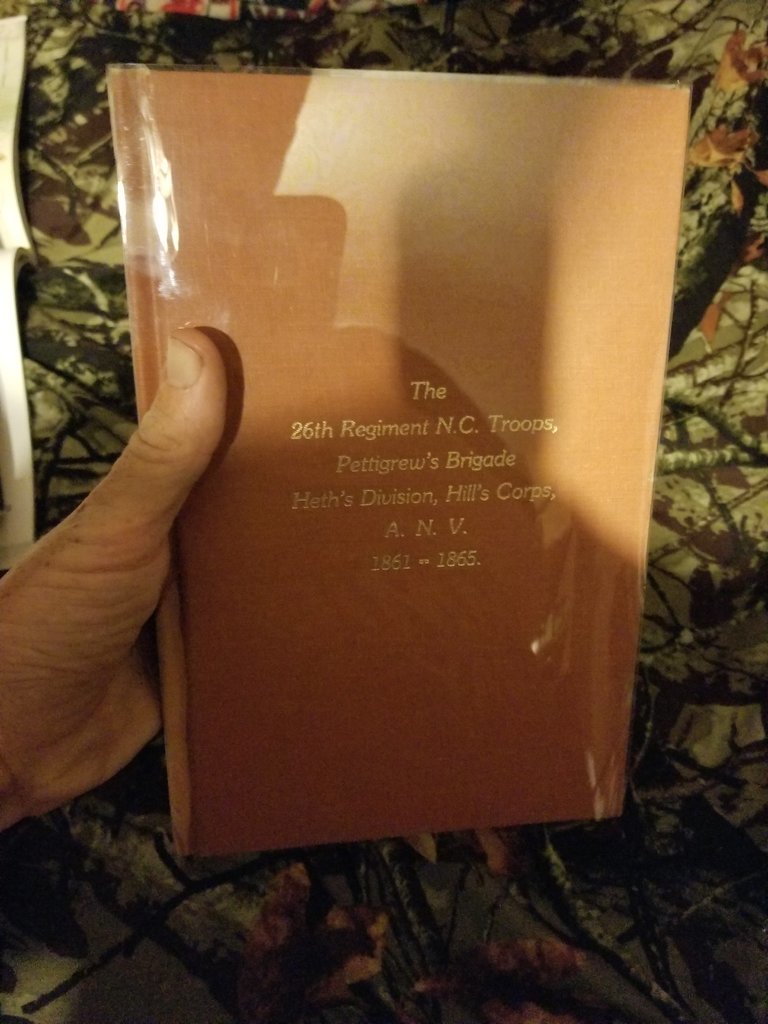 The
26th Regiment N.C. Troops,
Pettigrew's Brigade
Heth's Division, Hill's Corps,
A. N. V.
1861 -- 1865.